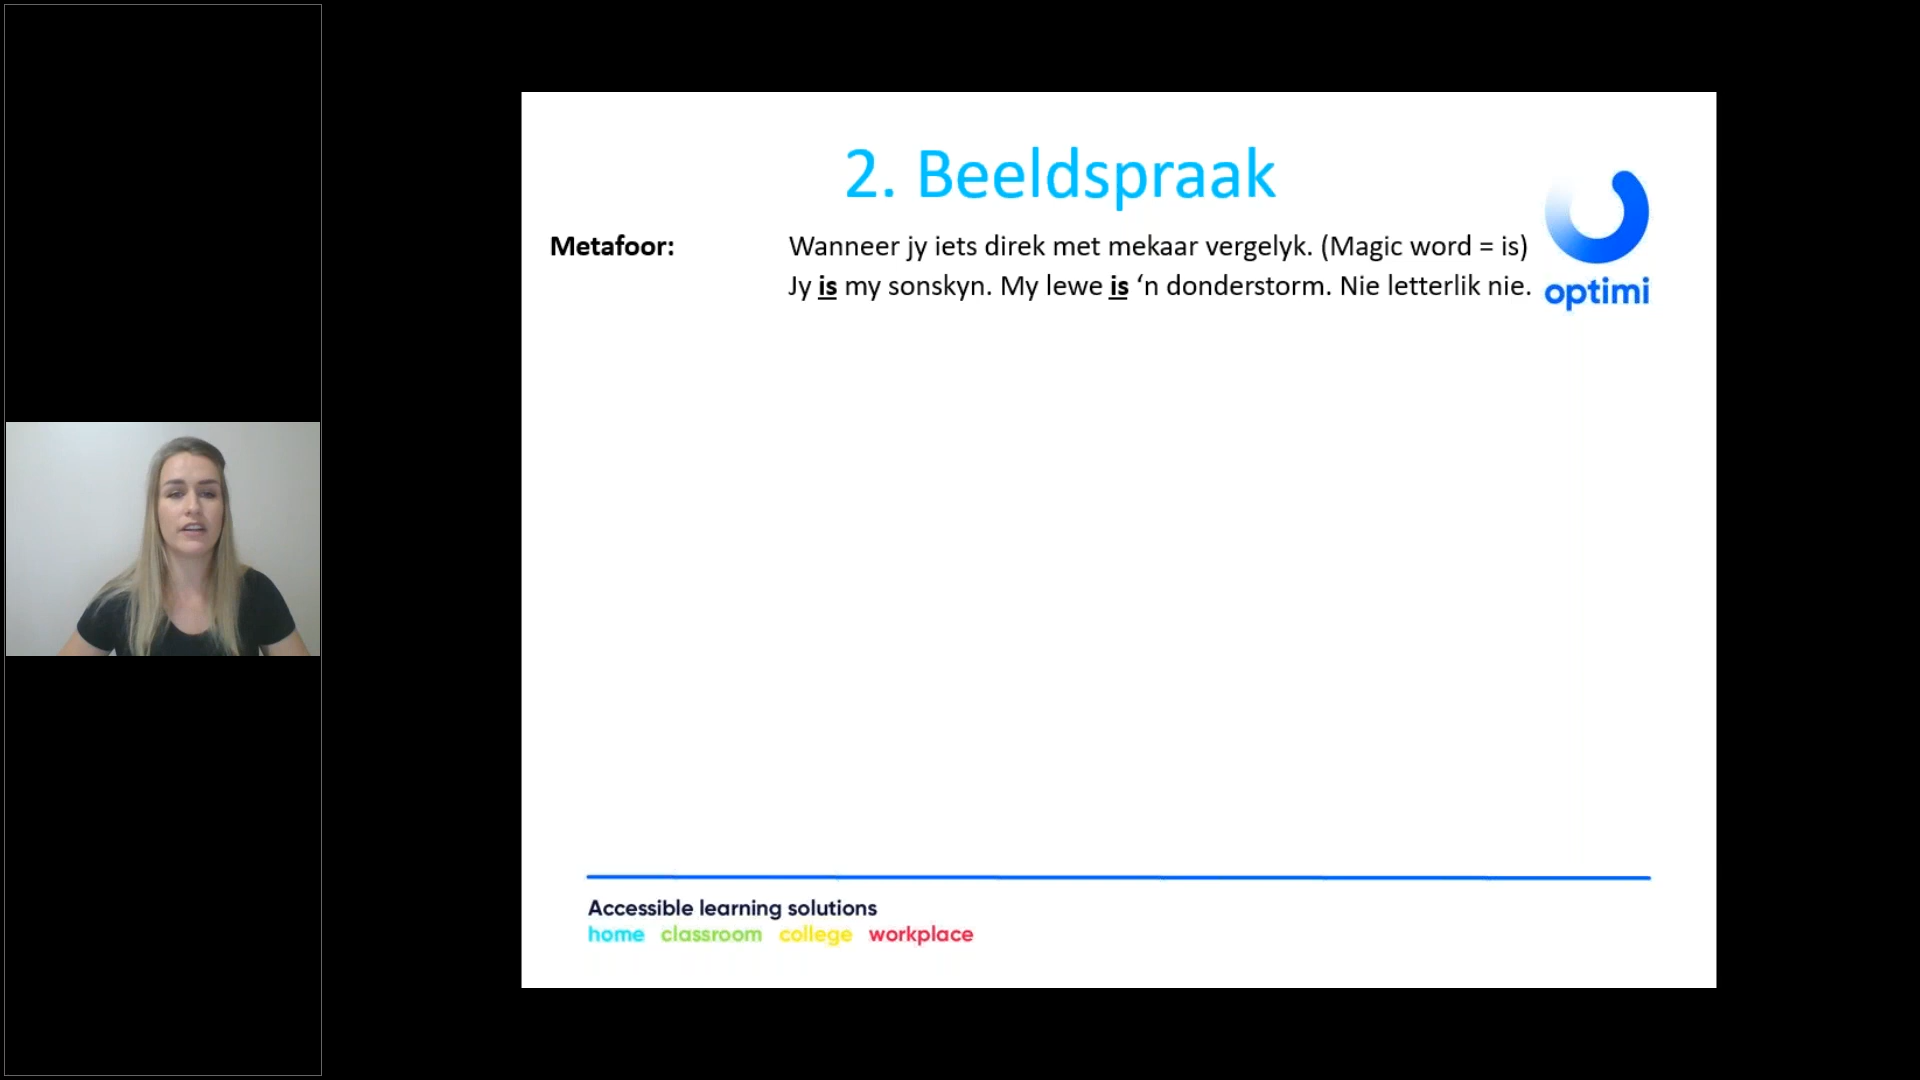 2. Beeldspraak
Metafoor: Wanneer jy iets direk met mekaar vergelyk. (Magic word = is)
Jy is my sonskyn. My lewe is ‘n donderstorm. Nie letterlik nie.
optimi
Accessible learning solutions
home classroom college workplace